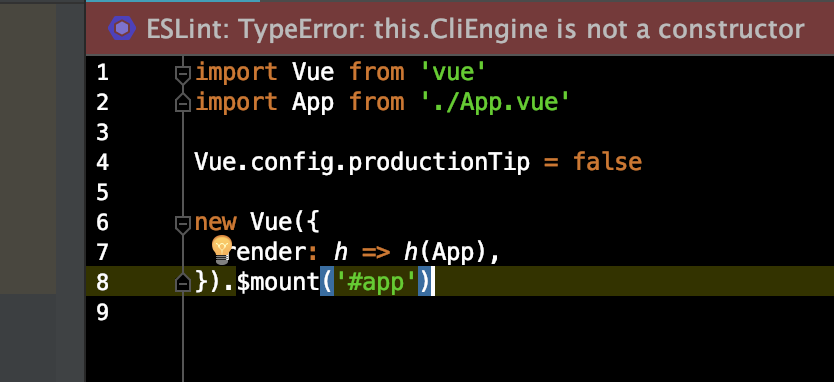 ESLint: TypeError: this.CliEngine is not a constructor
1 import Vue from 'vue'
2 import App from './App.vue'
3
4 Vue.config.productionTip = false
5
6 new Vue({
7 render: h => h(App),
8 }).$mount('#app')
9